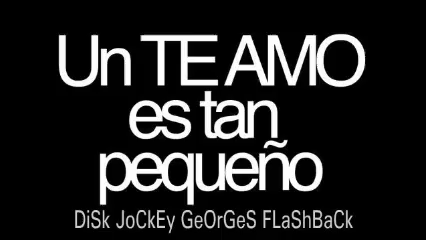 Un TE AMO
es tan
pequeño
DiSk JoCkEy GeOrGeS FLaShBaCk